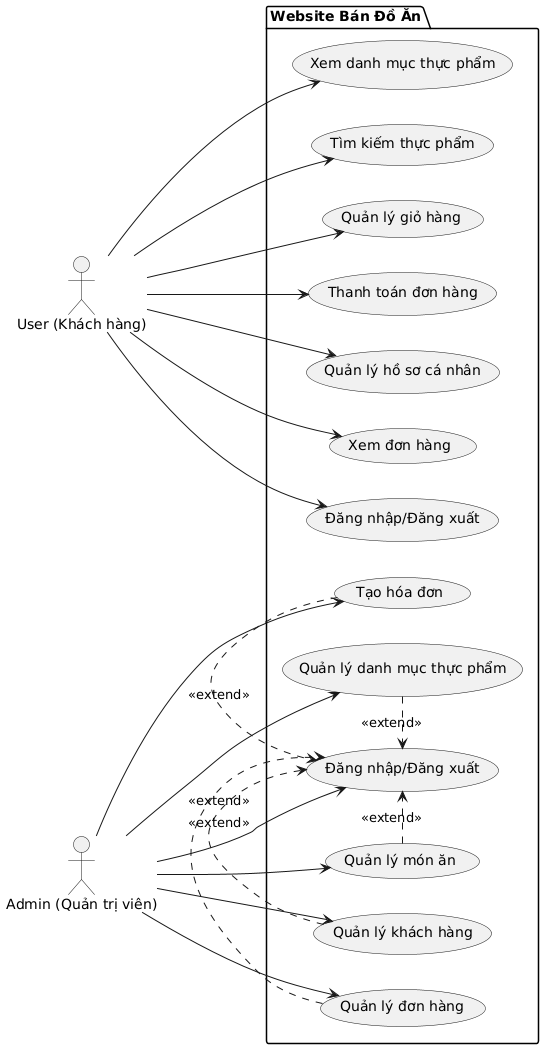 Website Bán Đồ Ăn
Xem danh mục thực phẩm
Tìm kiếm thực phẩm
Quản lý giỏ hàng
Thanh toán đơn hàng
User (Khách hàng)
Quản lý hồ sơ cá nhân
Xem đơn hàng
Đăng nhập/Đăng xuất
Tạo hóa đơn
Quản lý danh mục thực phẩm
«extend»
«extend»
Đăng nhập/Đăng xuất
«extend»
«extend»
«extend»
Quản lý món ăn
Admin (Quản trị viên)
Quản lý khách hàng
Quản lý đơn hàng